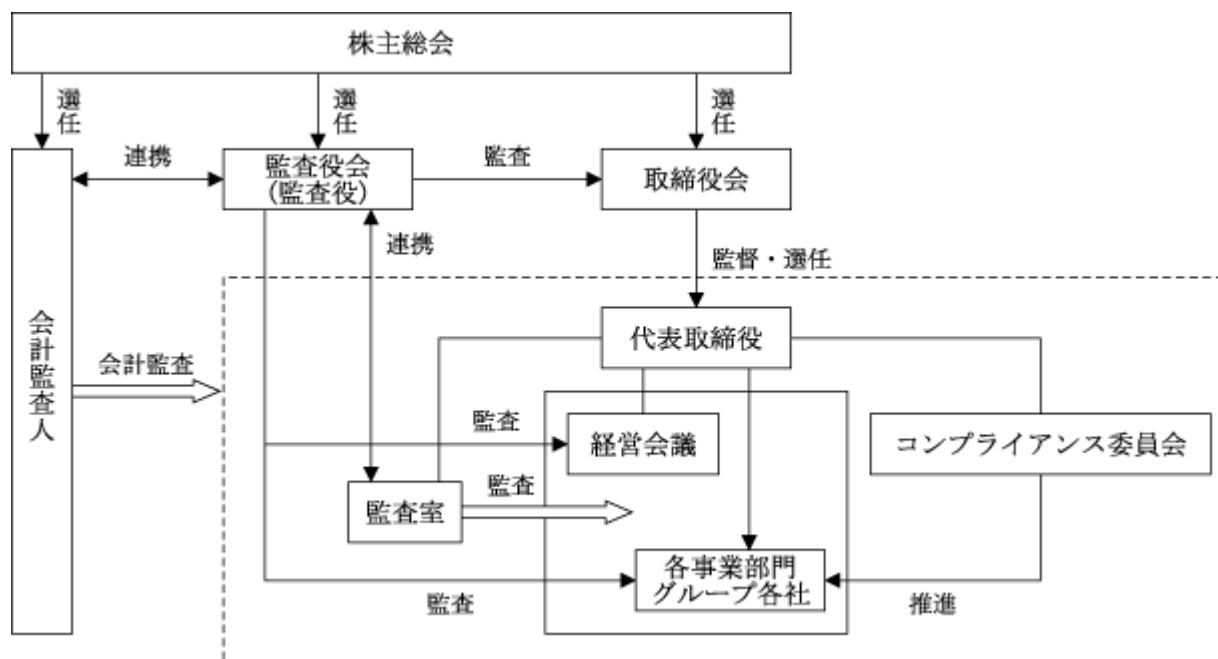 株主総会
選任
選任
選任
連携
監査役会
(監査役)
監査
取締役会
連携
監督・選任
会計監査人
会計監査
代表取締役
監査
経営会議
コンプライアンス委員会
監査
監査室
各事業部門
グループ各社
監査
推進